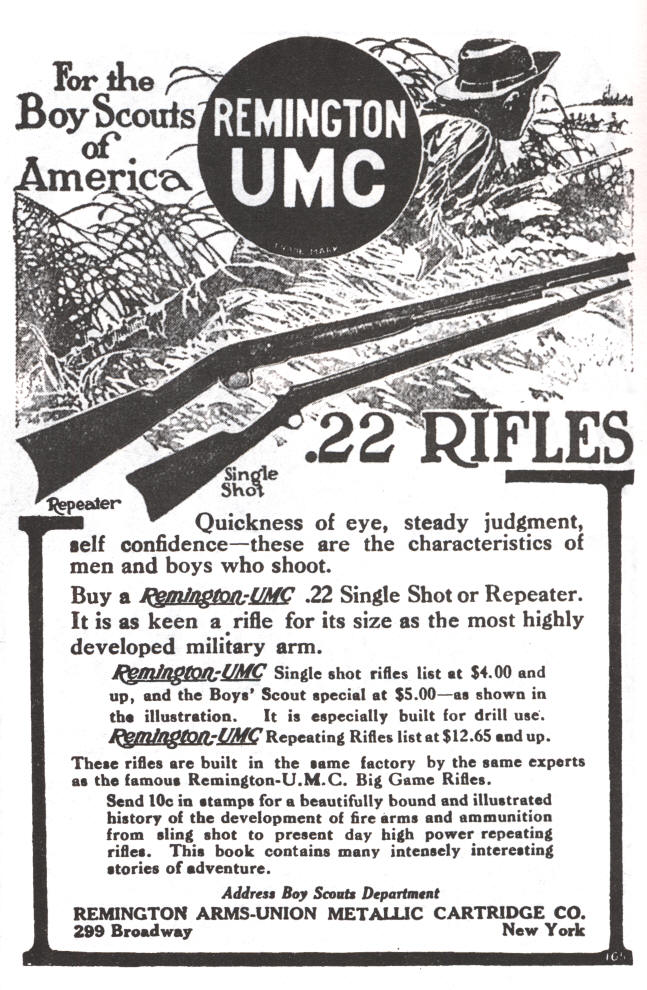 For the
Boy Scouts
of
America
REMINGTON
UMC
TRADE MARK
.22 RIFLES
Single
Shot
Repeater
Quickness of eye, steady judgment,
self confidence—these are the characteristics of
men and boys who shoot.
Buy a Remington-UMC .22 Single Shot or Repeater.
It is as keen a rifle for its size as the most highly
developed military arm.
Remington-UMC Single shot rifles list at $4.00 and
up, and the Boys' Scout special at $5.00—as shown in
the illustration. It is especially built for drill use.
Remington-UMC Repeating Rifles list at $12.65 and up.
These rifles are built in the same factory by the same experts
as the famous Remington-U.M.C. Big Game Rifles.
Send 10c in stamps for a beautifully bound and illustrated
history of the development of fire arms and ammunition
from sling shot to present day high power repeating
rifles. This book contains many intensely interesting
stories of adventure.
Address Boy Scouts Department
REMINGTON ARMS-UNION METALLIC CARTRIDGE CO.
299 Broadway New York